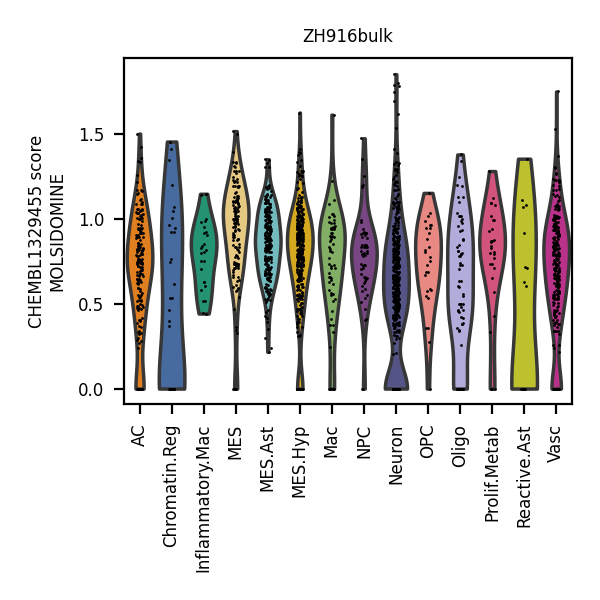 ZH916bulk
CHEMBL1329455 score
MOLSIDOMINE
1.5
1.0
0.5
0.0
AC
Chromatin.Reg
Inflammatory.Mac
MES
MES.Ast
MES.Hyp
Mac
NPC
Neuron
OPC
Oligo
Prolif.Metab
Reactive.Ast
Vasc